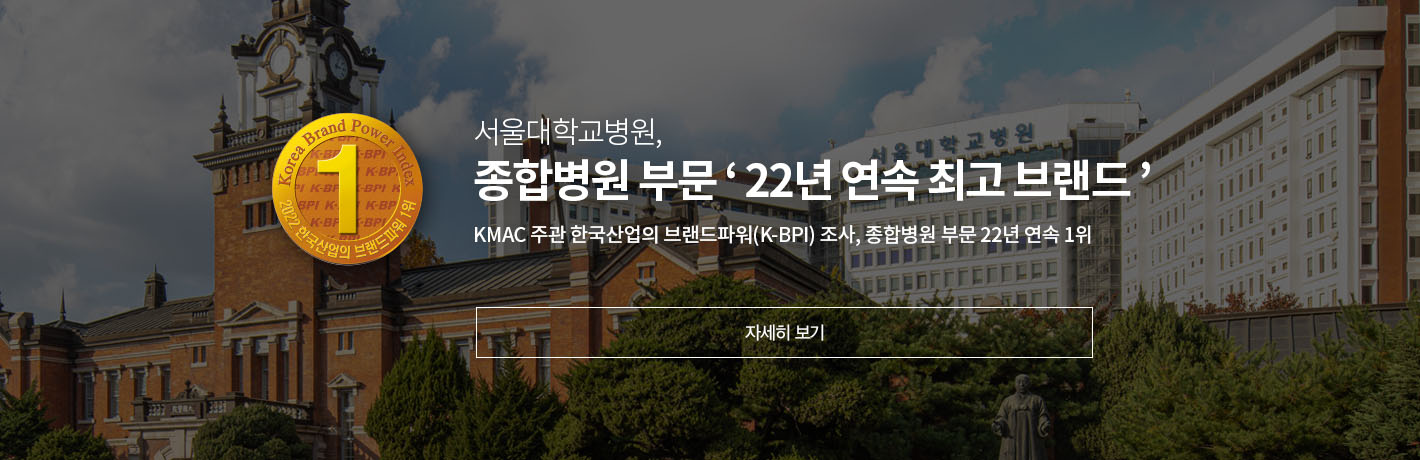 Korea Brand Power Index
K-BPI
1
2022 한국산업의 브랜드파워 1위
서울대학교병원,
종합병원 부문 ‘ 22년 연속 최고 브랜드 ’
KMAC 주관 한국산업의 브랜드파워(K-BPI) 조사, 종합병원 부문 22년 연속 1위
서울대학교병원
자세히 보기